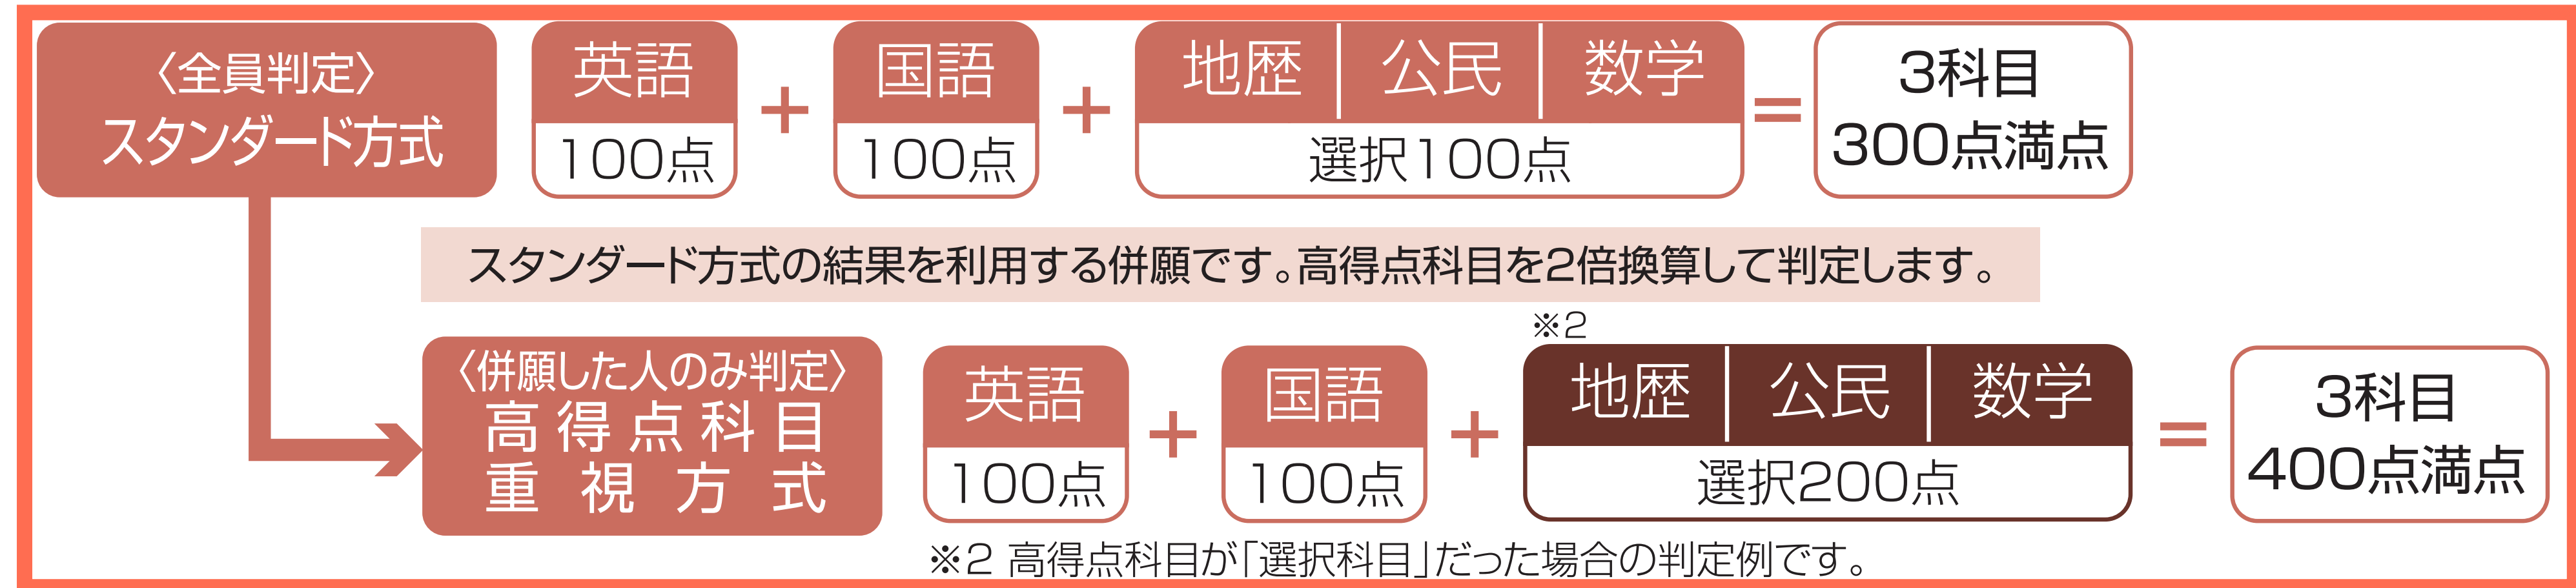 〈全員判定〉
スタンダード方式
英語 + 国語 + 地歴 公民 数学 = 3科目
100点 100点 選択100点 300点満点
スタンダード方式の結果を利用する併願です。高得点科目を2倍換算して判定します。
※2
〈併願した人のみ判定〉
高得点科目
重視方式
英語 + 国語 + 地歴 公民 数学 = 3科目
100点 100点 選択200点 400点満点
※2 高得点科目が「選択科目」だった場合の判定例です。